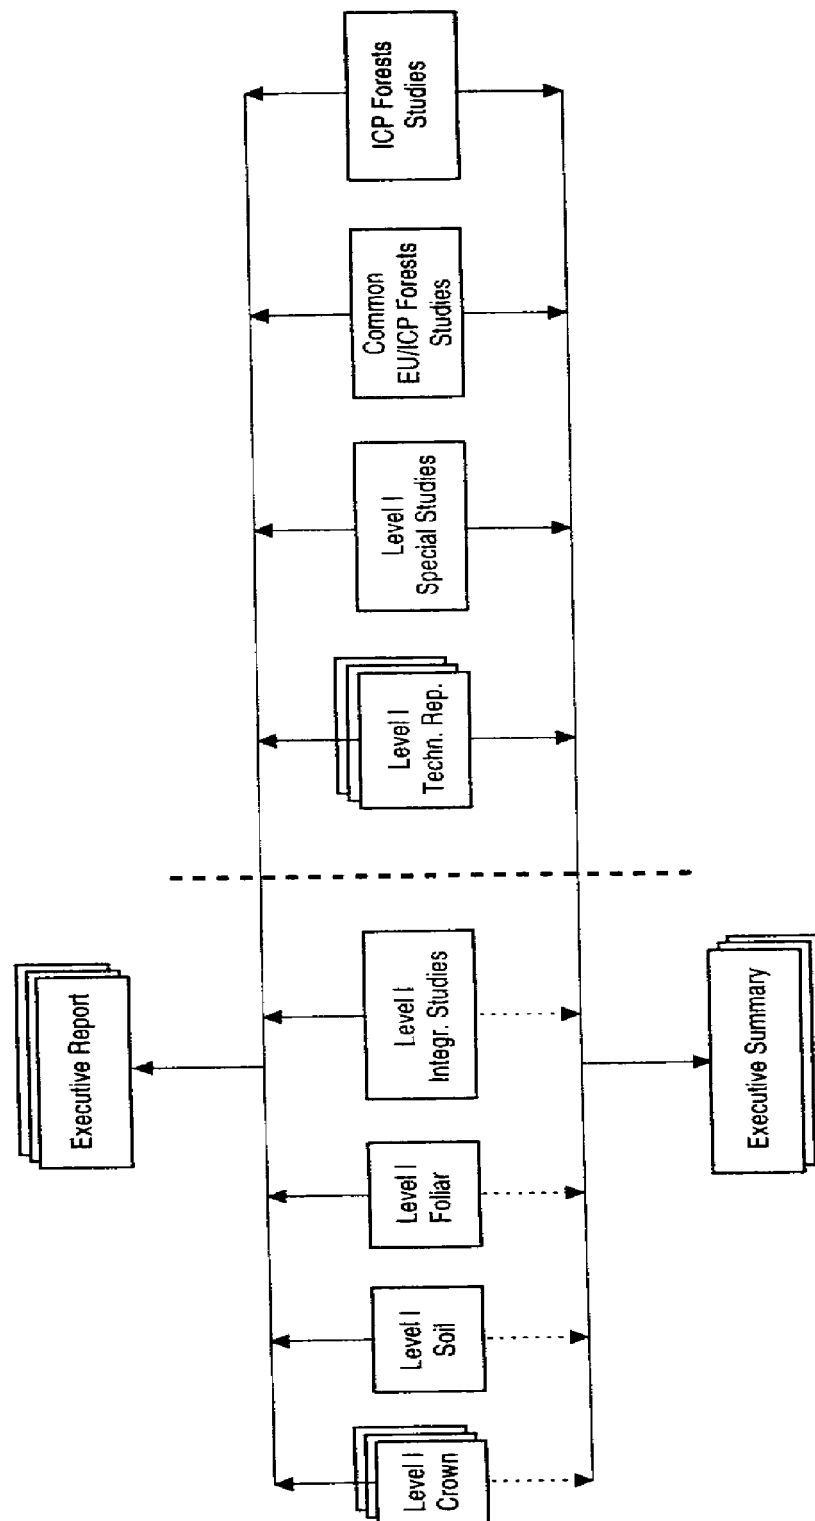 Executive Report
Level I
Crown
Level I
Soil
Level I
Foliar
Level I
Integr. Studies
Level I
Techn. Rep.
Level I
Special Studies
Common
EU/ICP Forests
Studies
ICP Forests
Studies
Executive Summary